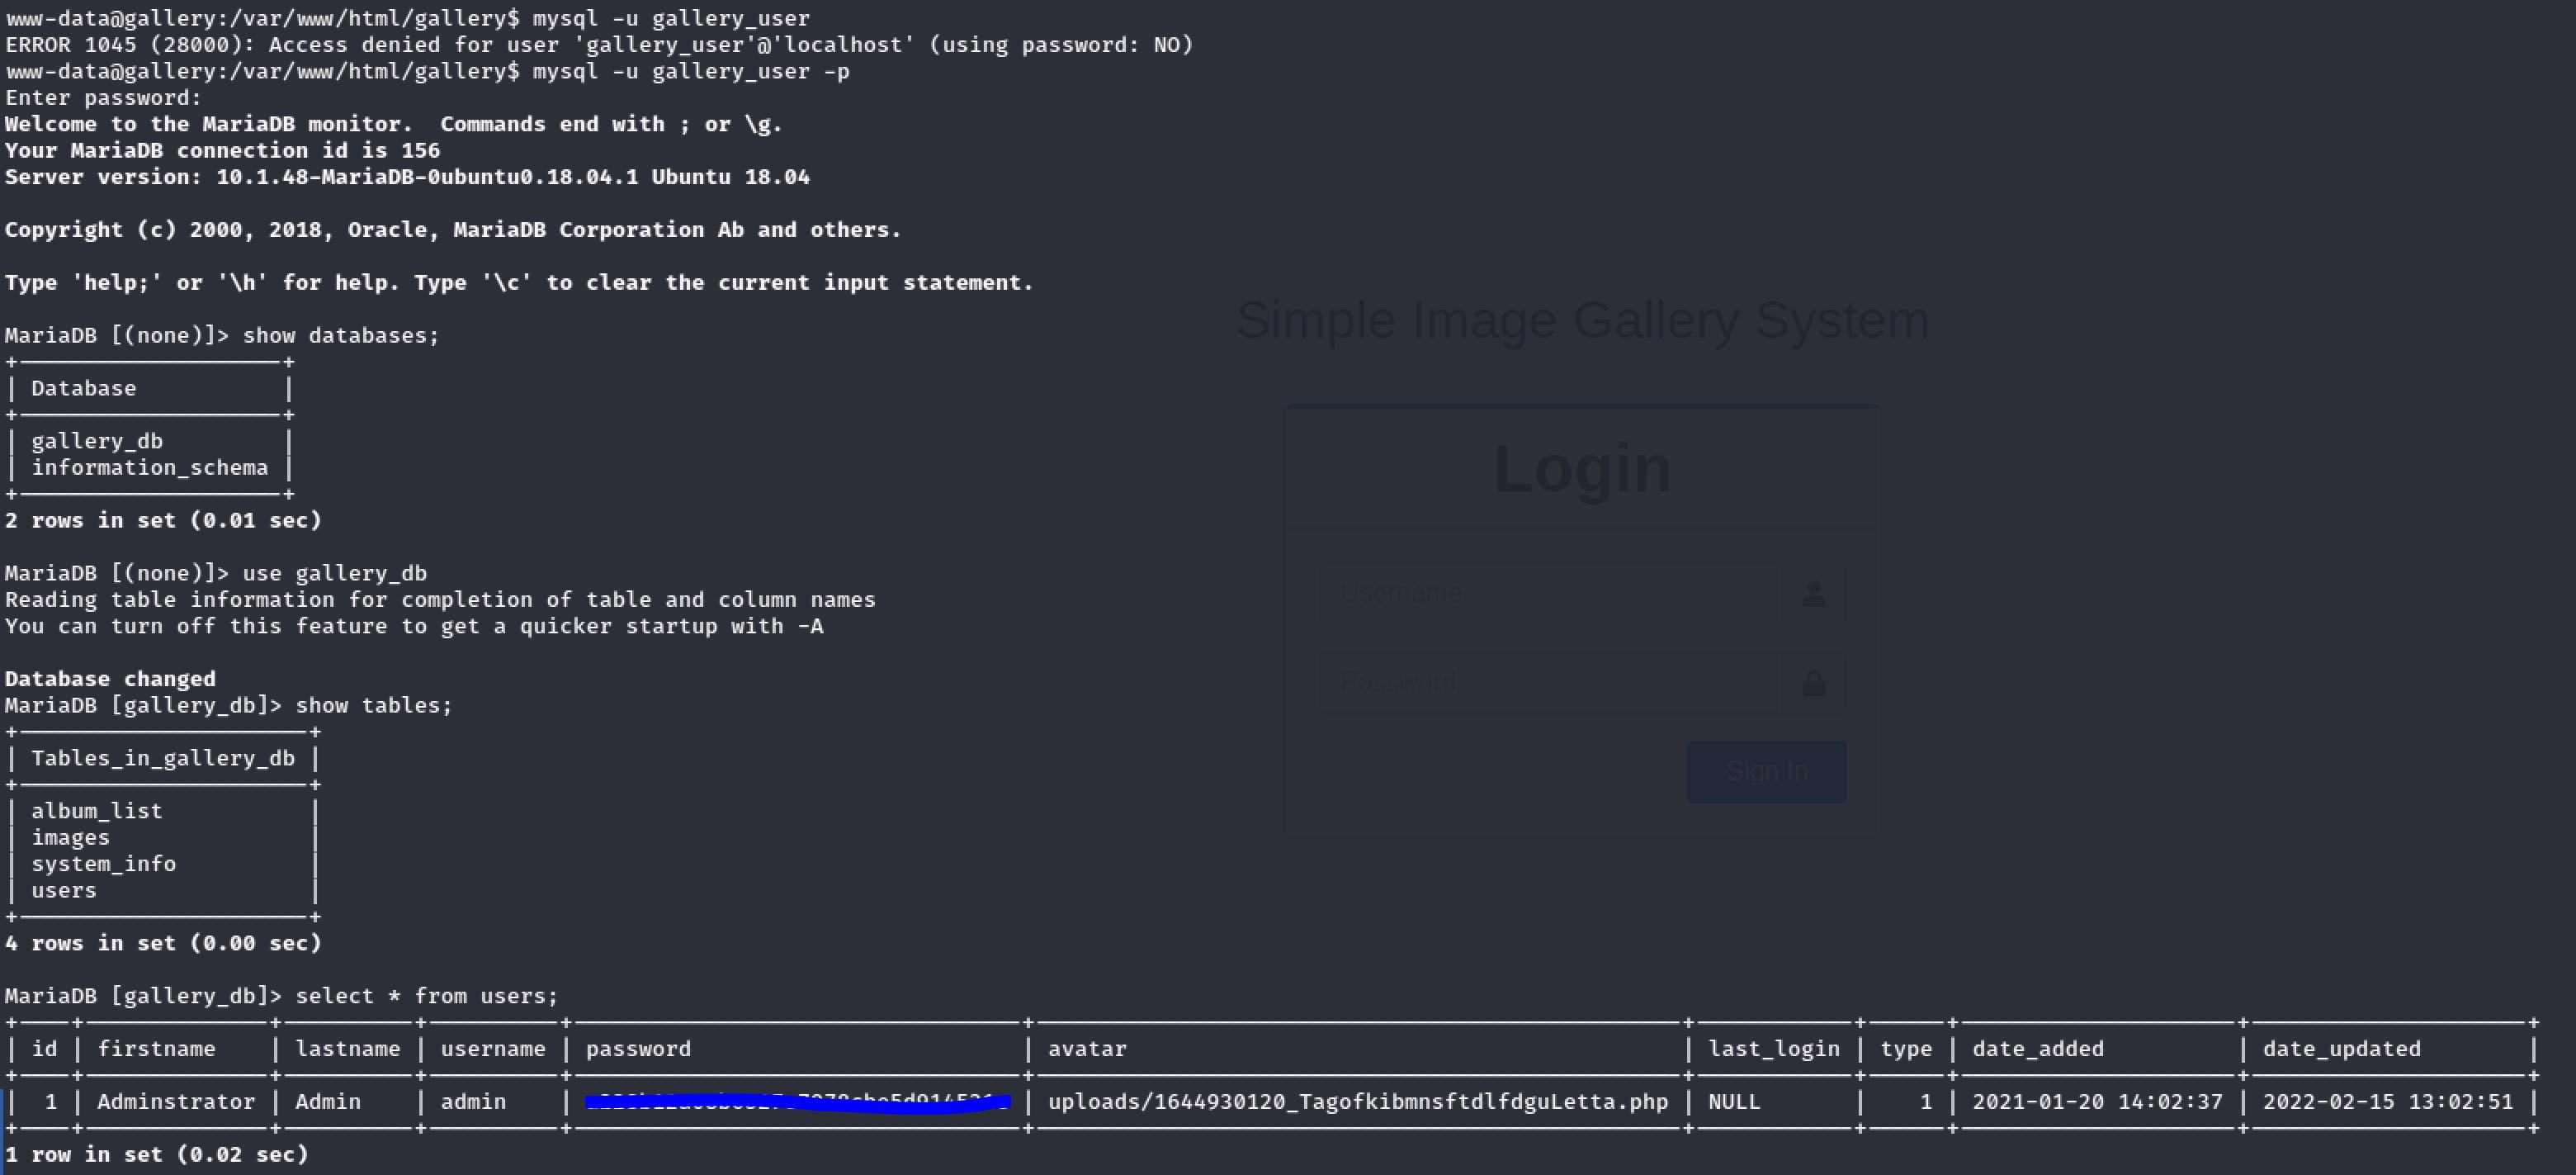 www-data@gallery:/var/www/html/gallery$ mysql -u gallery_user
ERROR 1045 (28000): Access denied for user 'gallery_user'@'localhost' (using password: NO)
www-data@gallery:/var/www/html/gallery$ mysql -u gallery_user -p
Enter password:
Welcome to the MariaDB monitor.  Commands end with ; or \g.
Your MariaDB connection id is 156
Server version: 10.1.48-MariaDB-0ubuntu0.18.04.1 Ubuntu 18.04
Copyright (c) 2000, 2018, Oracle, MariaDB Corporation Ab and others.
Type 'help;' or '\h' for help. Type '\c' to clear the current input statement.
MariaDB [(none)]> show databases;
| Database |
| gallery_db |
| information_schema |
2 rows in set (0.01 sec)
MariaDB [(none)]> use gallery_db
Reading table information for completion of table and column names
You can turn off this feature to get a quicker startup with -A
Database changed
MariaDB [gallery_db]> show tables;
| Tables_in_gallery_db |
| album_list |
| images |
| system_info |
| users |
4 rows in set (0.00 sec)
MariaDB [gallery_db]> select * from users;
| id | firstname | lastname | username | password | avatar | last_login | type | date_added | date_updated |
| 1 | Adminstrator | Admin | admin | | uploads/1644930120_TagofkibmnsftdlfdguLetta.php | NULL | 1 | 2021-01-20 14:02:37 | 2022-02-15 13:02:51 |
1 row in set (0.02 sec)
Simple Image Gallery System
Login
Username
Password
Sign In